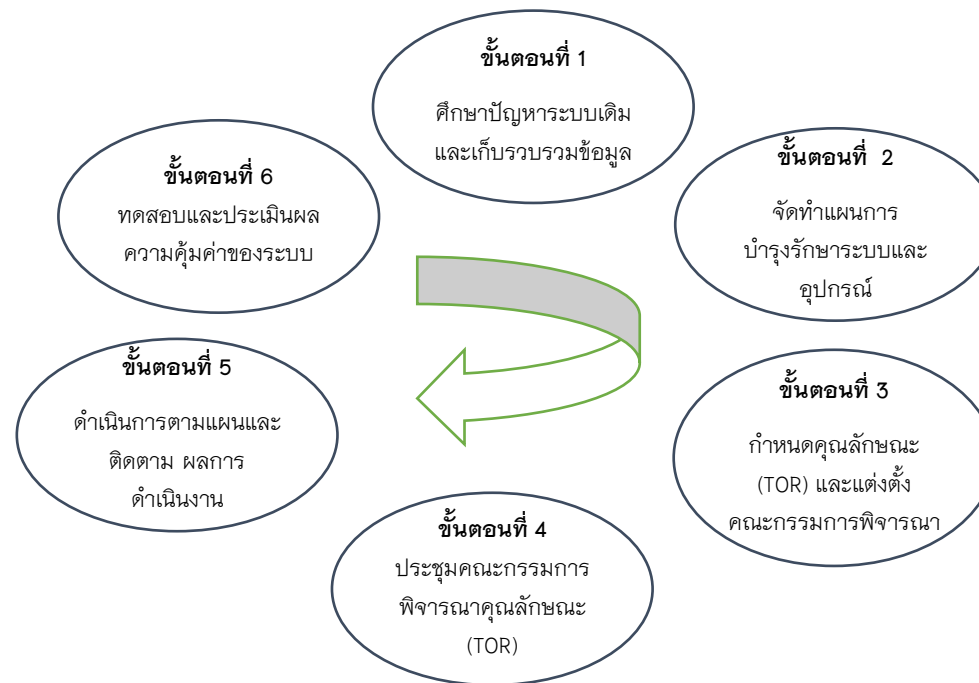 ขั้นตอนที่ 1
ศึกษาปัญหาระบบเดิม
และเก็บรวบรวมข้อมูล
ขั้นตอนที่ 2
จัดทำแผนการ
บำรุงรักษาระบบและ
อุปกรณ์
ขั้นตอนที่ 3
กำหนดคุณลักษณะ
(TOR) และแต่งตั้ง
คณะกรรมการพิจารณา
ขั้นตอนที่ 4
ประชุมคณะกรรมการ
พิจารณาคุณลักษณะ
(TOR)
ขั้นตอนที่ 5
ดำเนินการตามแผนและ
ติดตาม ผลการ
ดำเนินงาน
ขั้นตอนที่ 6
ทดสอบและประเมินผล
ความคุ้มค่าของระบบ